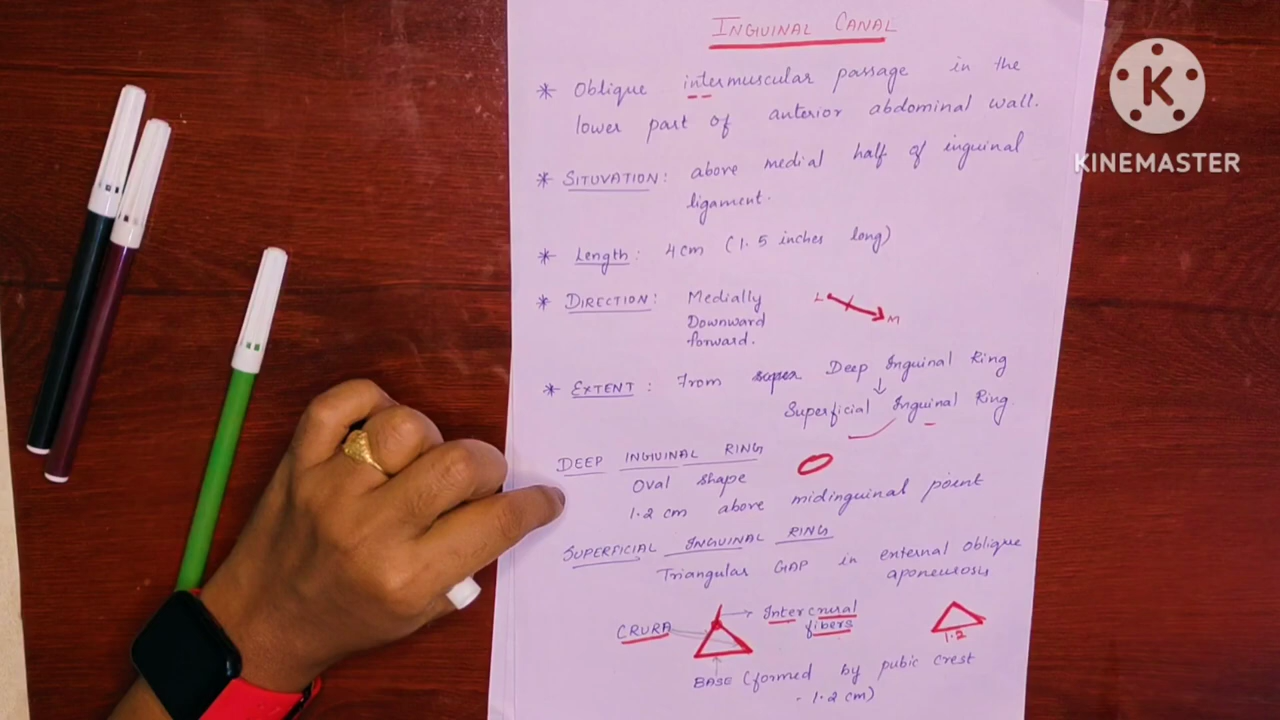 INGUINAL CANAL
* Oblique intermuscular passage in the
lower part of anterior abdominal wall.
* SITUVATION: above medial half of inguinal
ligament.
* Length: 4cm (1.5 inches long)
* DIRECTION: Medially
Downward
forward.
L M
* EXTENT: From super Deep Inguinal Ring
↓
Superficial Inguinal Ring
DEEP INGUINAL RING
Oval shape
1.2 cm above midinguinal point
SUPERFICIAL INGUINAL RING
Triangular GAP in external oblique
aponeurosis
CRURA
Intercrural
fibers
1.2
BASE (formed by pubic crest
- 1.2 cm)
K
KINEMASTER